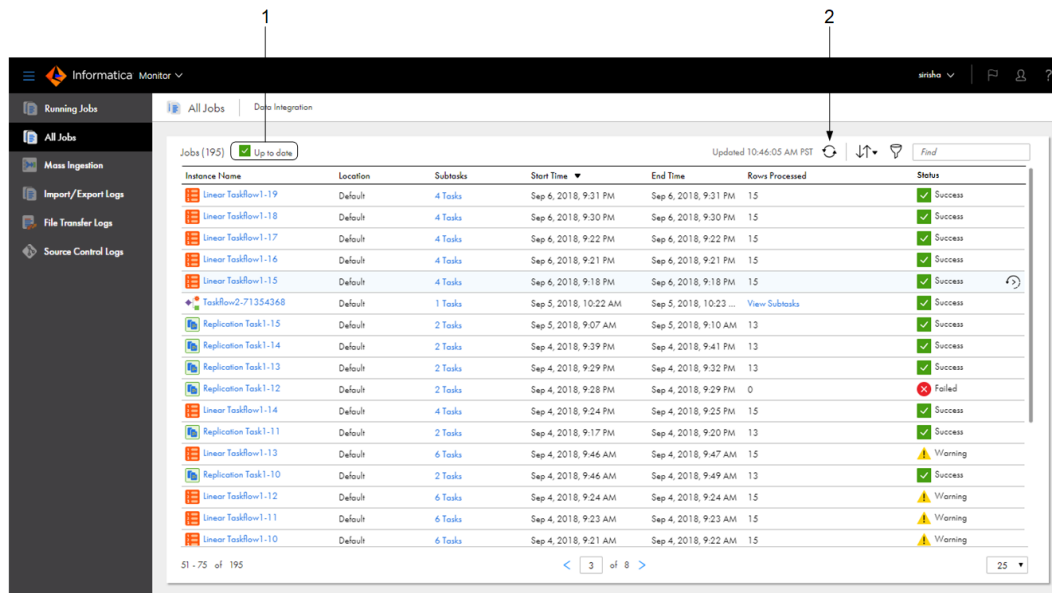 1 2
Informatica Monitor sirisha ?
Running Jobs All Jobs Data Integration
All Jobs
Jobs (195) Up to date Updated 10:46:05 AM PST Find
Mass Ingestion
Instance Name Location Subtasks Start Time ▼ End Time Rows Processed Status
Import/Export Logs Linear Taskflow1-19 Default 4 Tasks Sep 6, 2018, 9:31 PM Sep 6, 2018, 9:31 PM 15 Success
Linear Taskflow1-18 Default 4 Tasks Sep 6, 2018, 9:30 PM Sep 6, 2018, 9:30 PM 15 Success
File Transfer Logs
Linear Taskflow1-17 Default 4 Tasks Sep 6, 2018, 9:22 PM Sep 6, 2018, 9:22 PM 15 Success
Source Control Logs
Linear Taskflow1-16 Default 4 Tasks Sep 6, 2018, 9:21 PM Sep 6, 2018, 9:21 PM 15 Success
Linear Taskflow1-15 Default 4 Tasks Sep 6, 2018, 9:18 PM Sep 6, 2018, 9:18 PM 15 Success
Taskflow2-71354368 Default 1 Tasks Sep 5, 2018, 10:22 AM Sep 5, 2018, 10:23 ... View Subtasks Success
Replication Task1-15 Default 2 Tasks Sep 5, 2018, 9:07 AM Sep 5, 2018, 9:10 AM 13 Success
Replication Task1-14 Default 2 Tasks Sep 4, 2018, 9:39 PM Sep 4, 2018, 9:41 PM 13 Success
Replication Task1-13 Default 2 Tasks Sep 4, 2018, 9:29 PM Sep 4, 2018, 9:32 PM 13 Success
Replication Task1-12 Default 2 Tasks Sep 4, 2018, 9:28 PM Sep 4, 2018, 9:29 PM 0 Failed
Linear Taskflow1-14 Default 4 Tasks Sep 4, 2018, 9:24 PM Sep 4, 2018, 9:25 PM 15 Success
Replication Task1-11 Default 2 Tasks Sep 4, 2018, 9:17 PM Sep 4, 2018, 9:20 PM 13 Success
Linear Taskflow1-13 Default 6 Tasks Sep 4, 2018, 9:46 AM Sep 4, 2018, 9:47 AM 15 Warning
Replication Task1-10 Default 2 Tasks Sep 4, 2018, 9:46 AM Sep 4, 2018, 9:49 AM 13 Success
Linear Taskflow1-12 Default 6 Tasks Sep 4, 2018, 9:24 AM Sep 4, 2018, 9:24 AM 15 Warning
Linear Taskflow1-11 Default 6 Tasks Sep 4, 2018, 9:23 AM Sep 4, 2018, 9:23 AM 15 Warning
Linear Taskflow1-10 Default 6 Tasks Sep 4, 2018, 9:21 AM Sep 4, 2018, 9:22 AM 15 Warning
51 - 75 of 195 < 3 of 8 > 25 ▼